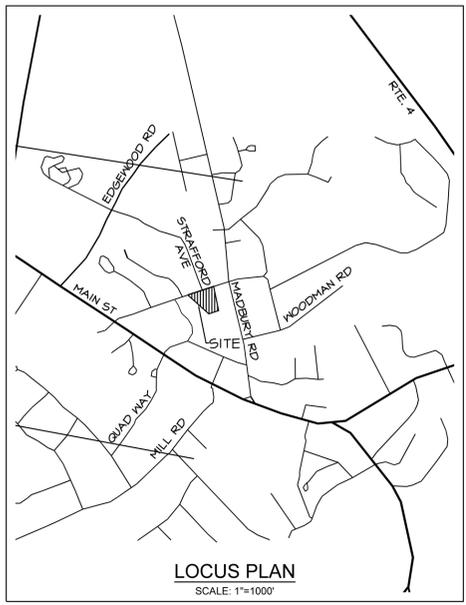 RTE. 4
EDGEWOOD RD
STRAFFORD
AVE
MAIN ST
MADBURY RD
WOODMAN RD
SITE
QUAD WAY
MILL RD
LOCUS PLAN
SCALE: 1"=1000'